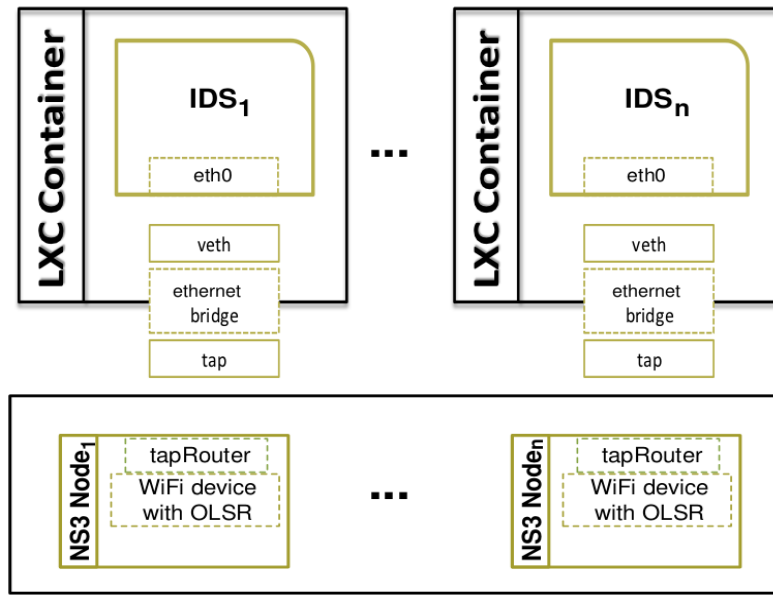 LXC Container
IDS1
eth0
veth
ethernet
bridge
tap
...
LXC Container
IDSn
eth0
veth
ethernet
bridge
tap
NS3 Node1
tapRouter
WiFi device
with OLSR
...
NS3 Noden
tapRouter
WiFi device
with OLSR